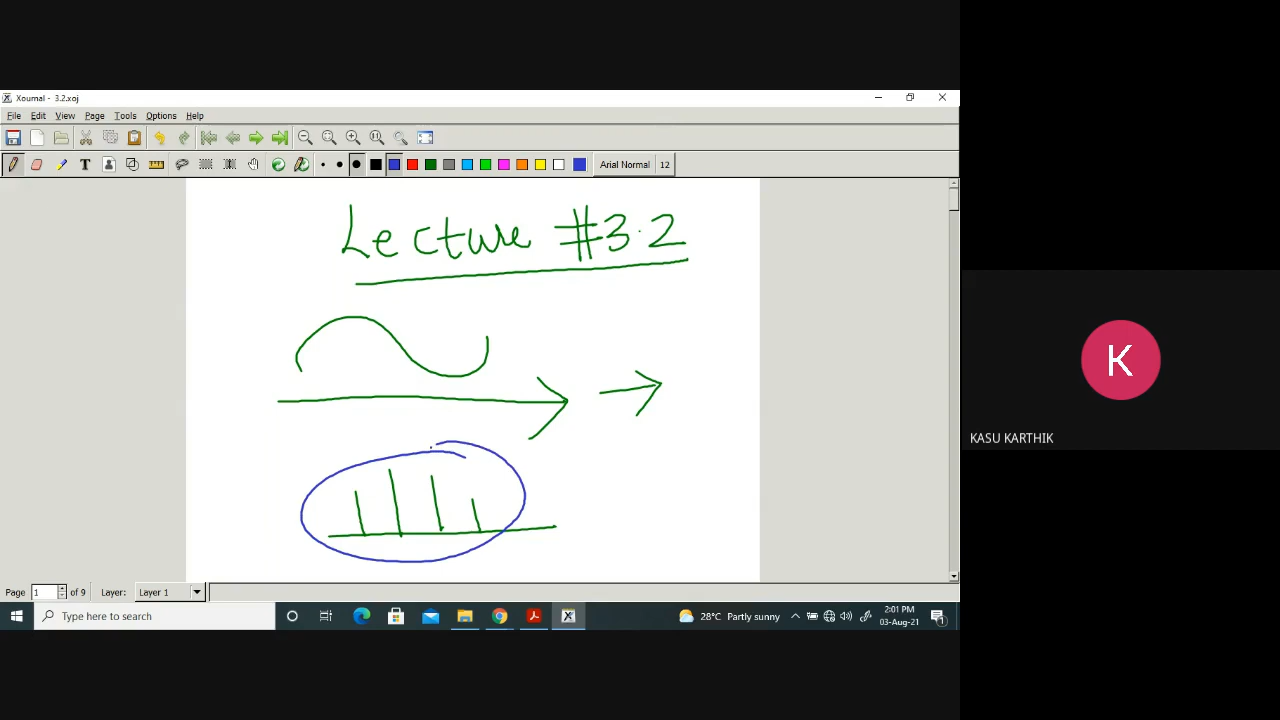 Xournal - 3.2.xoj
File Edit View Page Tools Options Help
Arial Normal 12
Lecture #3.2
K
KASU KARTHIK
Page 1 of 9 Layer: Layer 1
Type here to search
28°C Partly sunny
2:01 PM
03-Aug-21
1